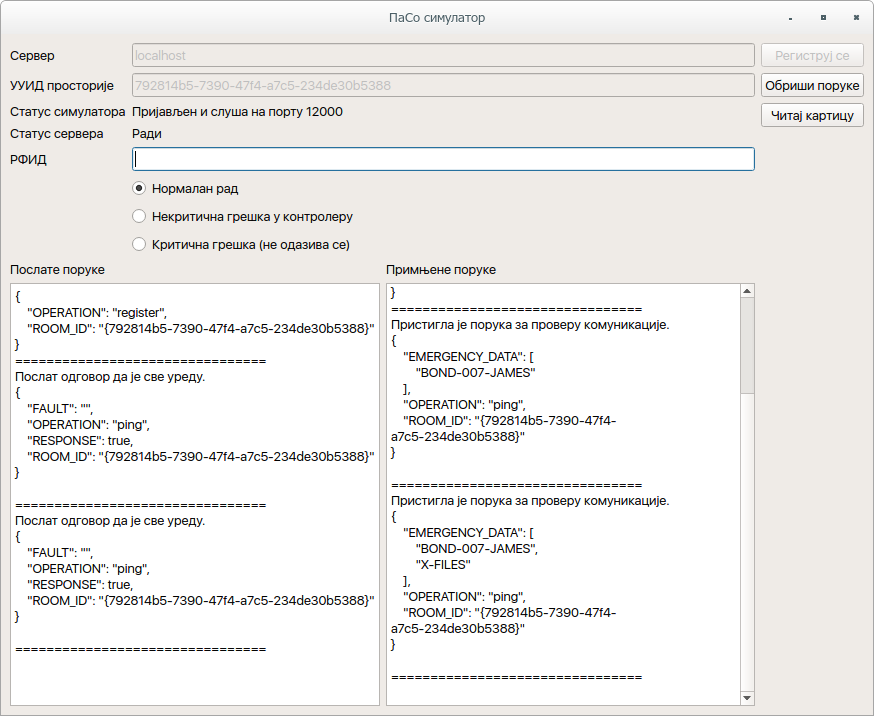 ПаСо симулатор
Сервер
localhost
Региструј се
УУИД просторије
792814b5-7390-47f4-a7c5-234de30b5388
Обриши поруке
Статус симулатора
Пријављен и слуша на порту 12000
Читај картицу
Статус сервера
Ради
РФИД
Нормалан рад
Некритична грешка у контролеру
Критична грешка (не одазива се)
Послате поруке
{
"OPERATION": "register",
"ROOM_ID": "{792814b5-7390-47f4-a7c5-234de30b5388}"
}
================================
Послат одговор да је све уреду.
{
"FAULT": "",
"OPERATION": "ping",
"RESPONSE": true,
"ROOM_ID": "{792814b5-7390-47f4-a7c5-234de30b5388}"
}
================================
Послат одговор да је све уреду.
{
"FAULT": "",
"OPERATION": "ping",
"RESPONSE": true,
"ROOM_ID": "{792814b5-7390-47f4-a7c5-234de30b5388}"
}
================================
Примњене поруке
}
================================
Пристигла је порука за проверу комуникације.
{
"EMERGENCY_DATA": [
"BOND-007-JAMES"
],
"OPERATION": "ping",
"ROOM_ID": "{792814b5-7390-47f4-
a7c5-234de30b5388}"
}
================================
Пристигла је порука за проверу комуникације.
{
"EMERGENCY_DATA": [
"BOND-007-JAMES",
"X-FILES"
],
"OPERATION": "ping",
"ROOM_ID": "{792814b5-7390-47f4-
a7c5-234de30b5388}"
}
================================